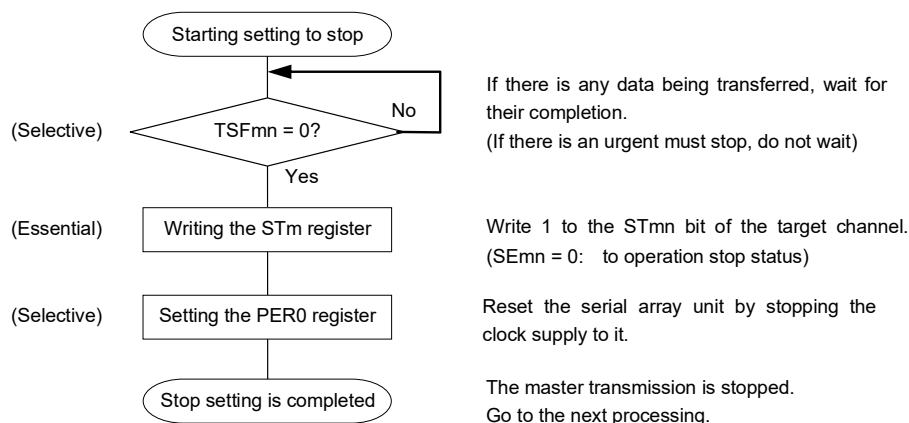 Starting setting to stop
No
If there is any data being transferred, wait for
their completion.
(If there is an urgent must stop, do not wait)
(Selective)
TSFmn = 0?
Yes
(Essential)
Writing the STm register
Write 1 to the STmn bit of the target channel.
(SEmn = 0: to operation stop status)
(Selective)
Setting the PER0 register
Reset the serial array unit by stopping the
clock supply to it.
Stop setting is completed
The master transmission is stopped.
Go to the next processing.